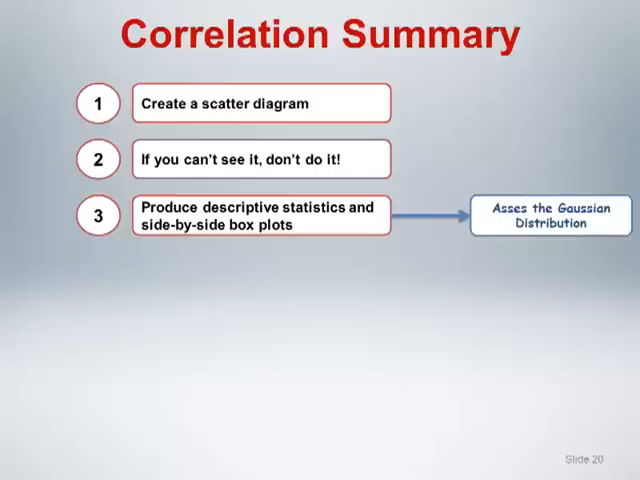 Correlation Summary
1
Create a scatter diagram
2
If you can't see it, don't do it!
3
Produce descriptive statistics and
side-by-side box plots
Asses the Gaussian
Distribution
Slide 20